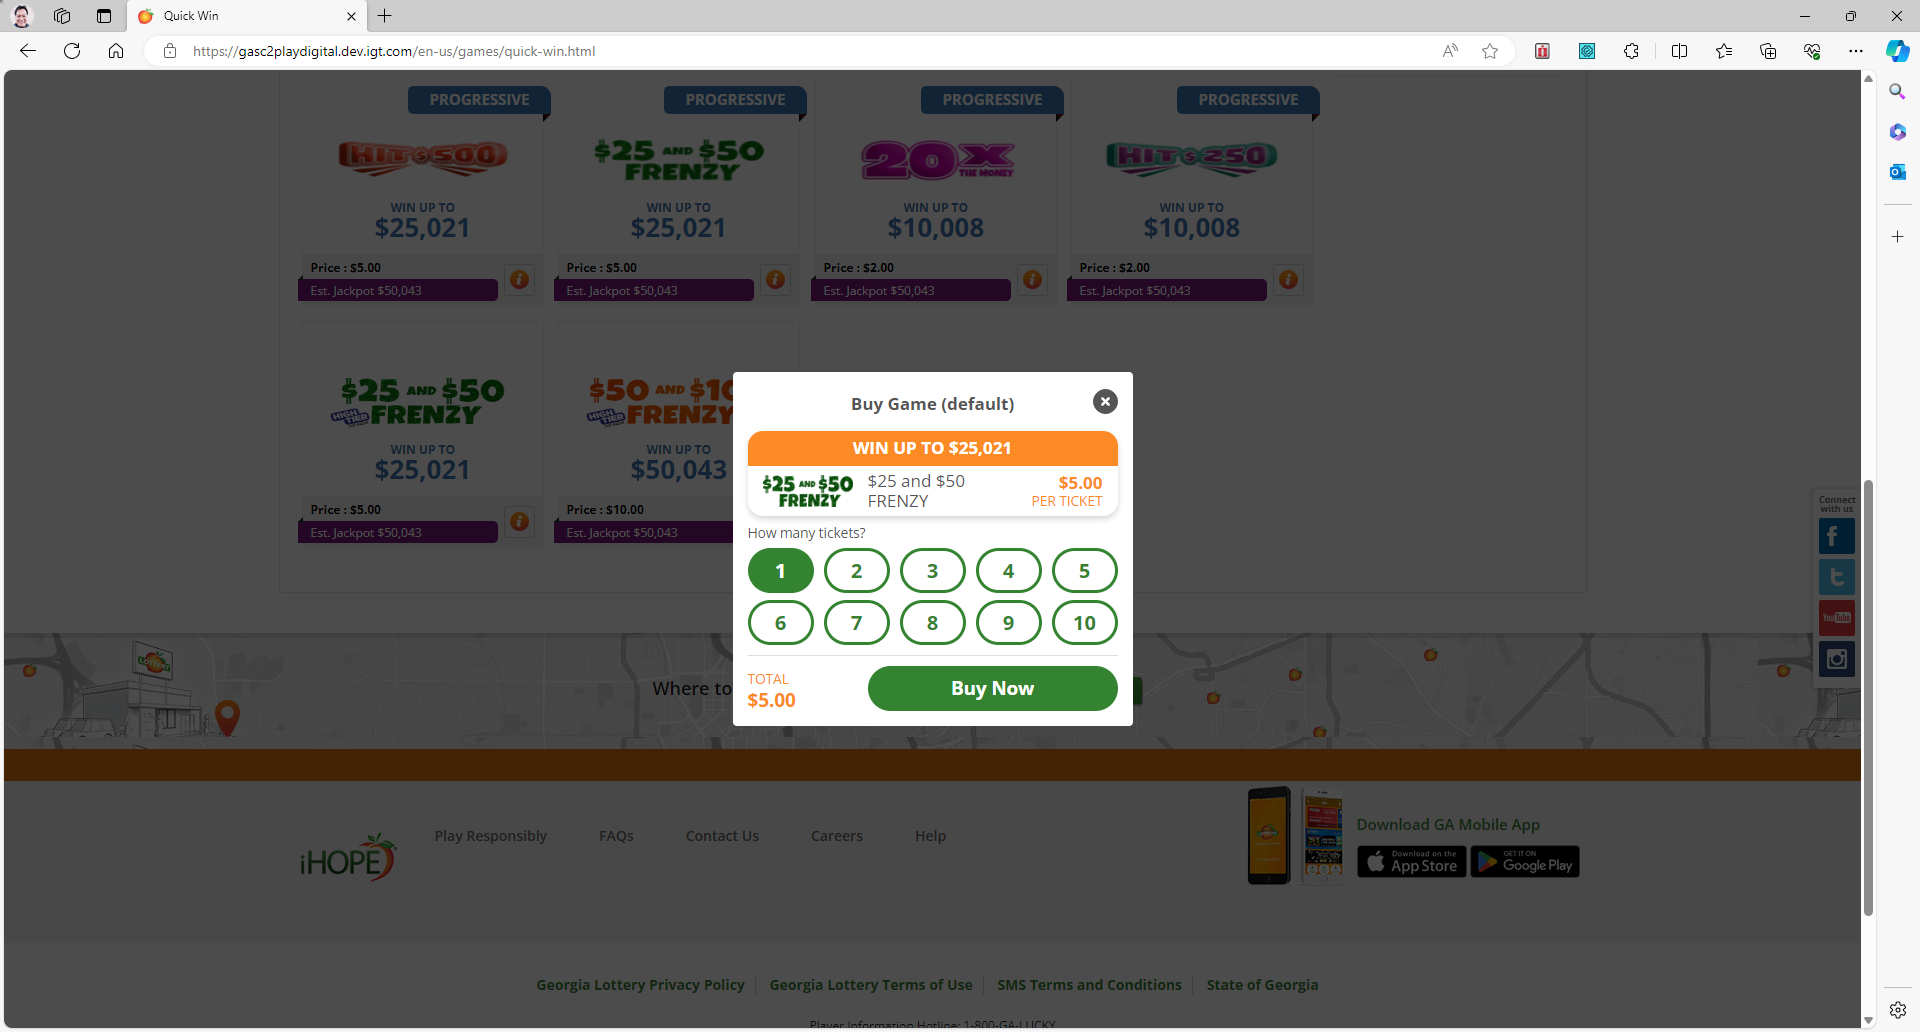 Quick Win
https://gasc2playdigital.dev.igt.com/en-us/games/quick-win.html
PROGRESSIVE PROGRESSIVE PROGRESSIVE PROGRESSIVE
HIT $500 $25 AND $50 FRENZY 20X THE MONEY HIT $250
WIN UP TO WIN UP TO WIN UP TO WIN UP TO
$25,021 $25,021 $10,008 $10,008
Price : $5.00 Price : $5.00 Price : $2.00 Price : $2.00
Est. Jackpot $50,043 Est. Jackpot $50,043 Est. Jackpot $50,043 Est. Jackpot $50,043
$25 AND $50 $50 AND $10
HIGH TIER FRENZY HIGH TIER FRENZY
WIN UP TO WIN UP TO
$25,021 $50,043
Price : $5.00 Price : $10.00
Est. Jackpot $50,043 Est. Jackpot $50,043
Buy Game (default)
WIN UP TO $25,021
$25 AND $50 FRENZY
$25 and $50
FRENZY
$5.00
PER TICKET
How many tickets?
1 2 3 4 5
6 7 8 9 10
TOTAL
$5.00
Buy Now
Connect
with us
YouTube
LOTTERY
Where to
iHOPE
Play Responsibly FAQs Contact Us Careers Help
Download GA Mobile App
Download on the App Store
GET IT ON Google Play
Georgia Lottery Privacy Policy Georgia Lottery Terms of Use SMS Terms and Conditions State of Georgia
Player Information Hotline: 1-800-GA-LUCKY